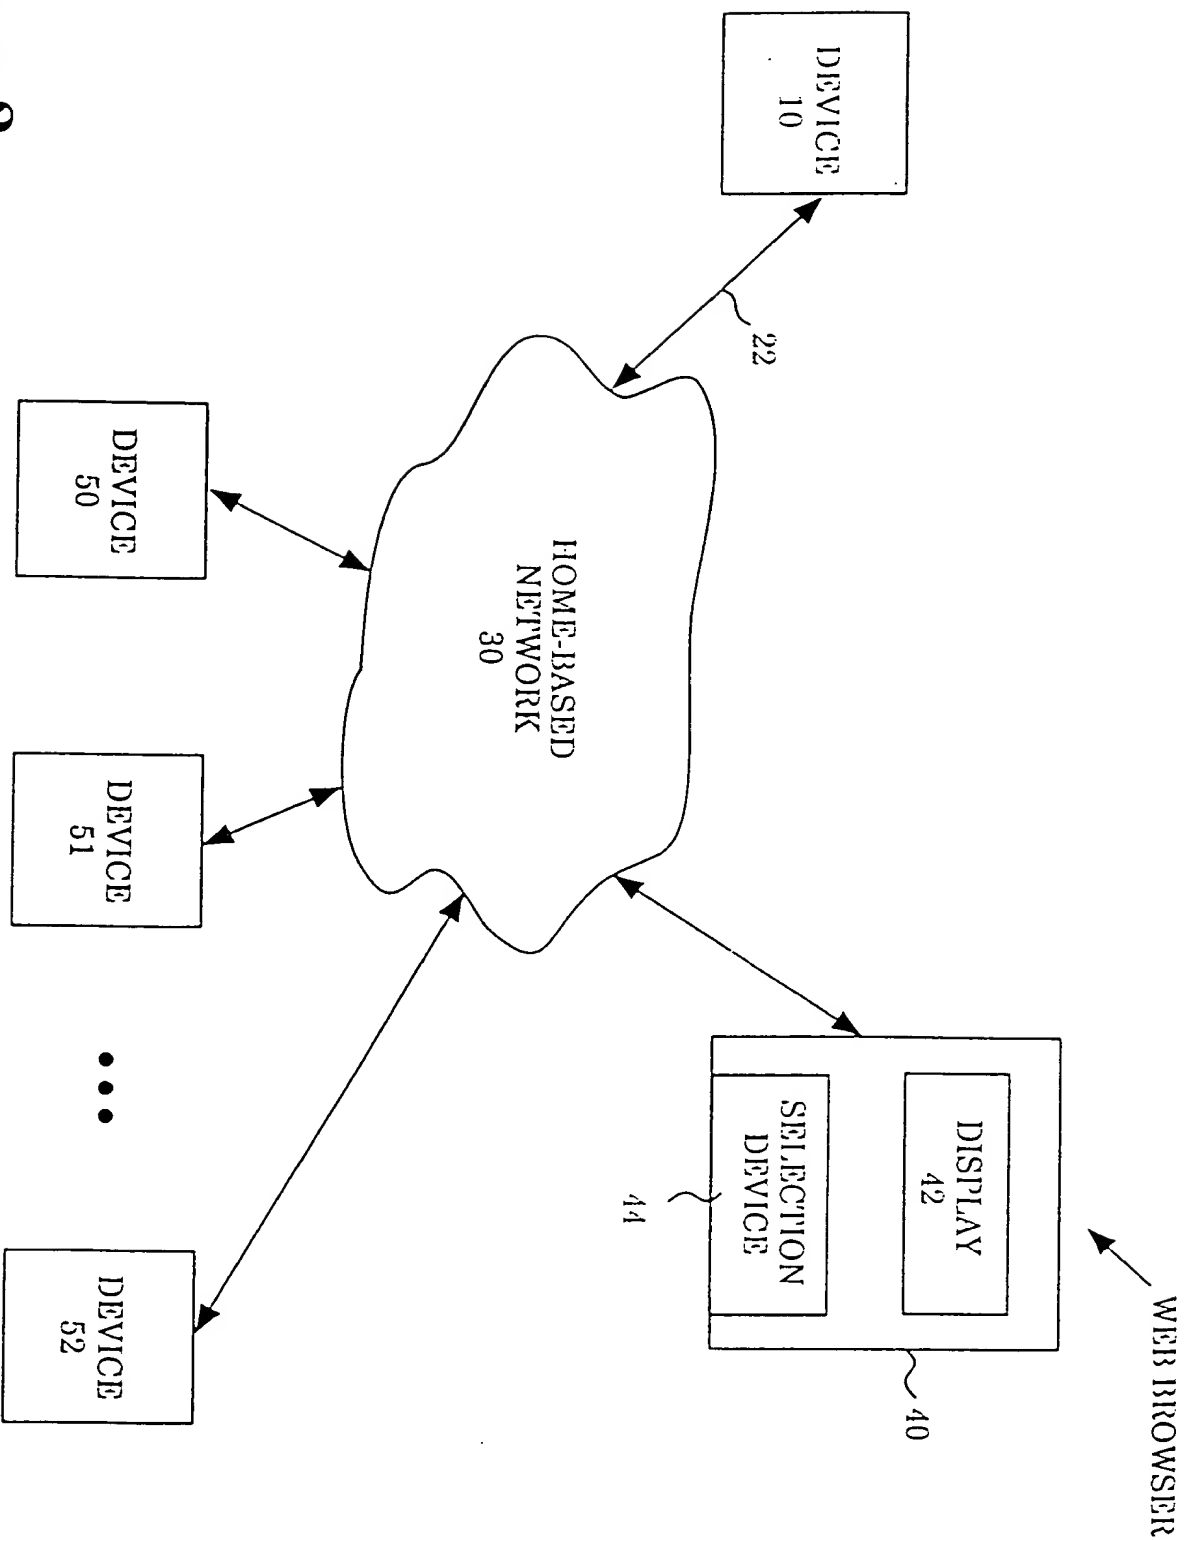 WEB BROWSER
DEVICE
10
22
40
DISPLAY
42
SELECTION
DEVICE
44
HOME-BASED
NETWORK
30
DEVICE
50
DEVICE
51
DEVICE
52